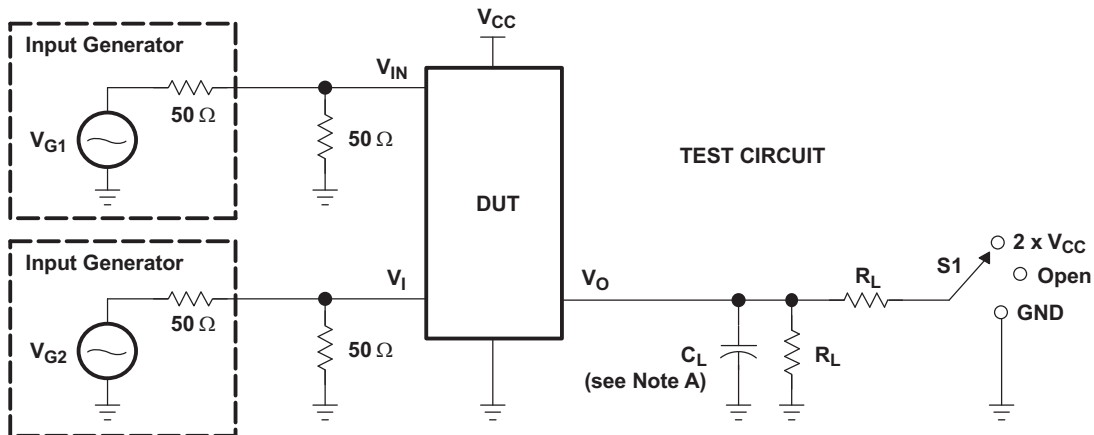 Input Generator
V_G1
50 Ω
50 Ω
V_IN
V_CC
DUT
TEST CIRCUIT
Input Generator
V_G2
50 Ω
50 Ω
V_I
V_O
C_L
(see Note A)
R_L
R_L
S1
2 x V_CC
Open
GND